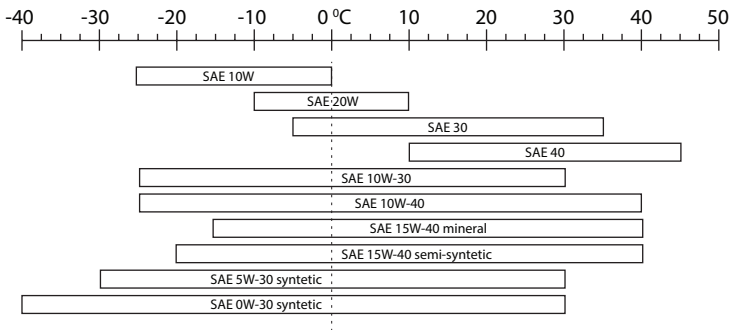 -40 -30 -20 -10 0 ⁰C 10 20 30 40 50
SAE 10W
SAE 20W
SAE 30
SAE 40
SAE 10W-30
SAE 10W-40
SAE 15W-40 mineral
SAE 15W-40 semi-syntetic
SAE 5W-30 syntetic
SAE 0W-30 syntetic